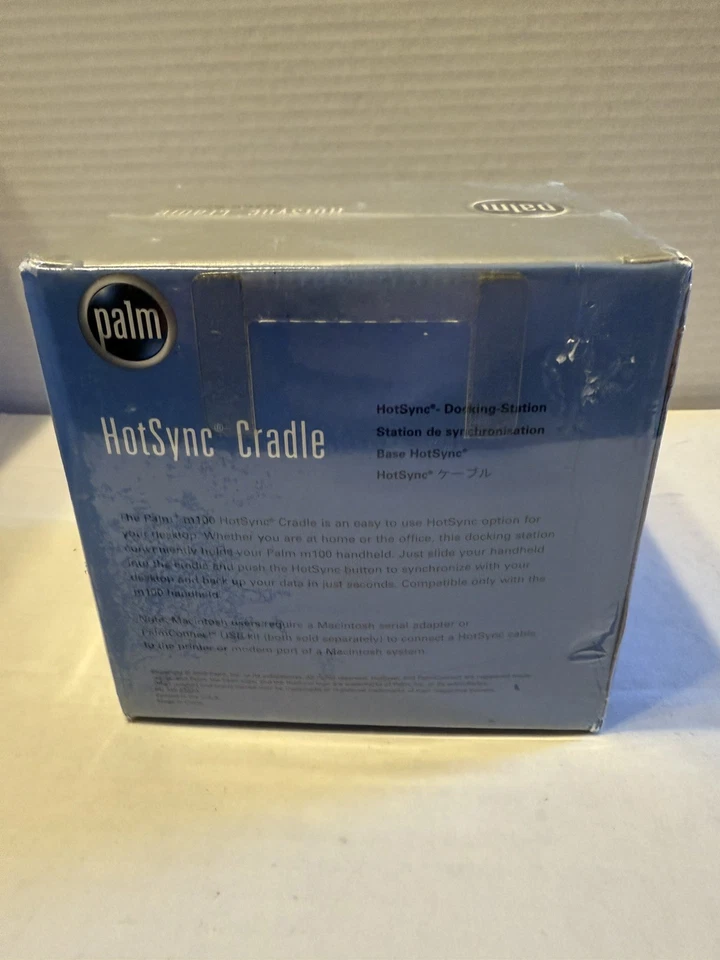 HotSync® Cradle
palm
palm
HotSync® Cradle
HotSync®- Docking-Station
Station de synchronisation
Base HotSync®
HotSync® ケーブル
The Palm™ m100 HotSync® Cradle is an easy to use HotSync option for
your desktop. Whether you are at home or the office, this docking station
conveniently holds your Palm m100 handheld. Just slide your handheld
into the cradle and push the HotSync button to synchronize with your
desktop and back up your data in just seconds. Compatible only with the
m100 handheld.
Note: Macintosh users require a Macintosh serial adapter or
PalmConnect® USB kit (both sold separately) to connect a HotSync cable
to the printer or modem port of a Macintosh system.